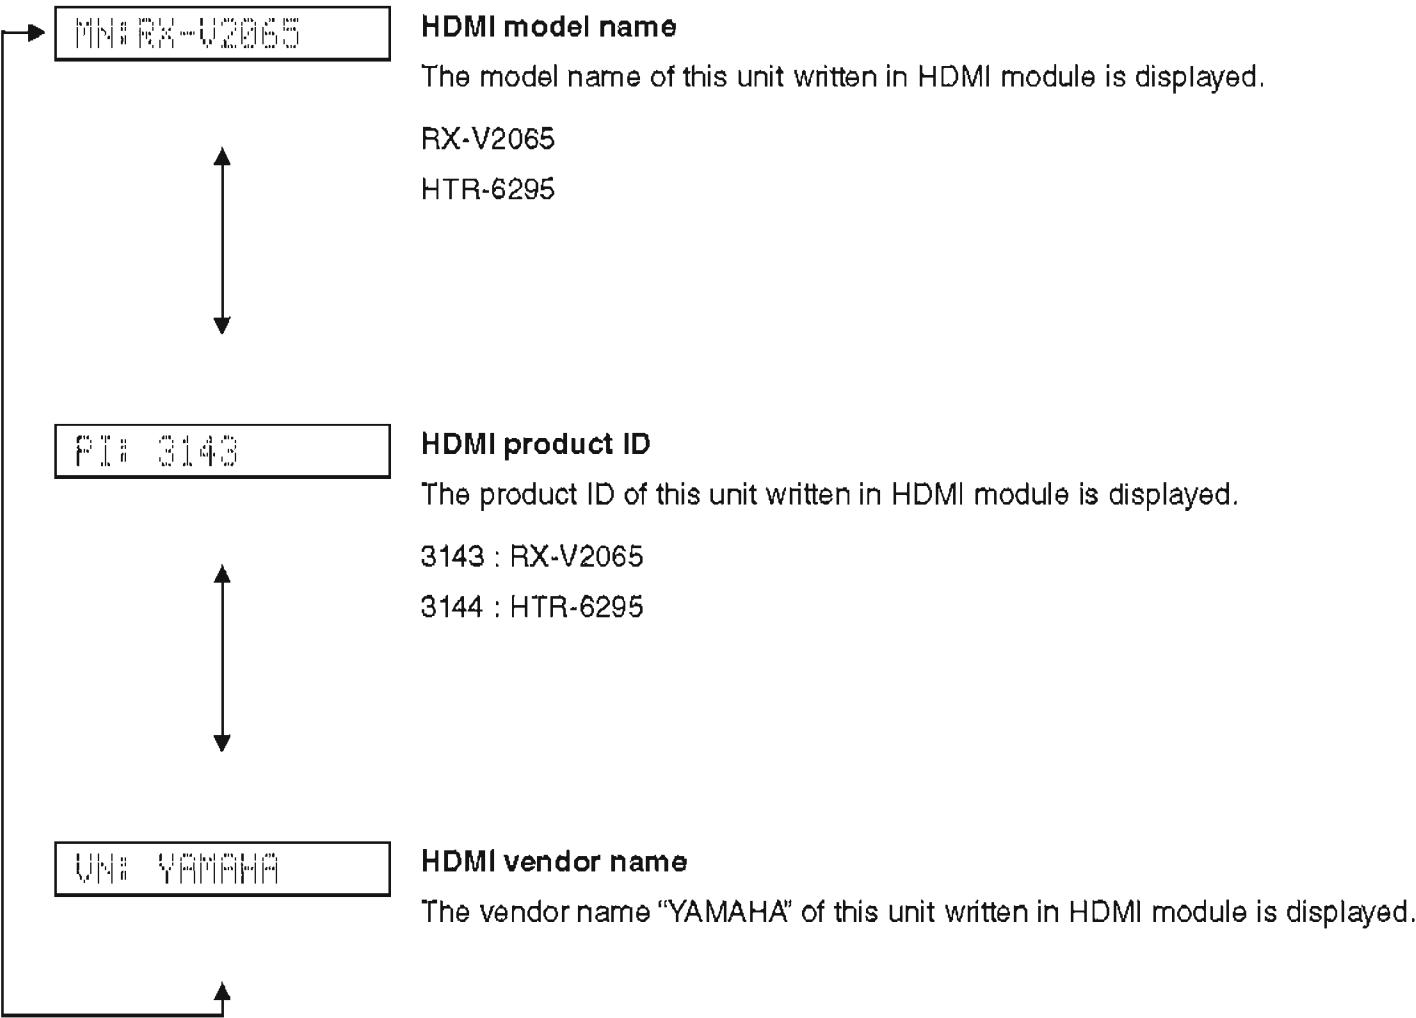 MN:RX-V2065
HDMI model name
The model name of this unit written in HDMI module is displayed.
RX-V2065
HTR-6295
PI: 3143
HDMI product ID
The product ID of this unit written in HDMI module is displayed.
3143 : RX-V2065
3144 : HTR-6295
VN: YAMAHA
HDMI vendor name
The vendor name “YAMAHA” of this unit written in HDMI module is displayed.